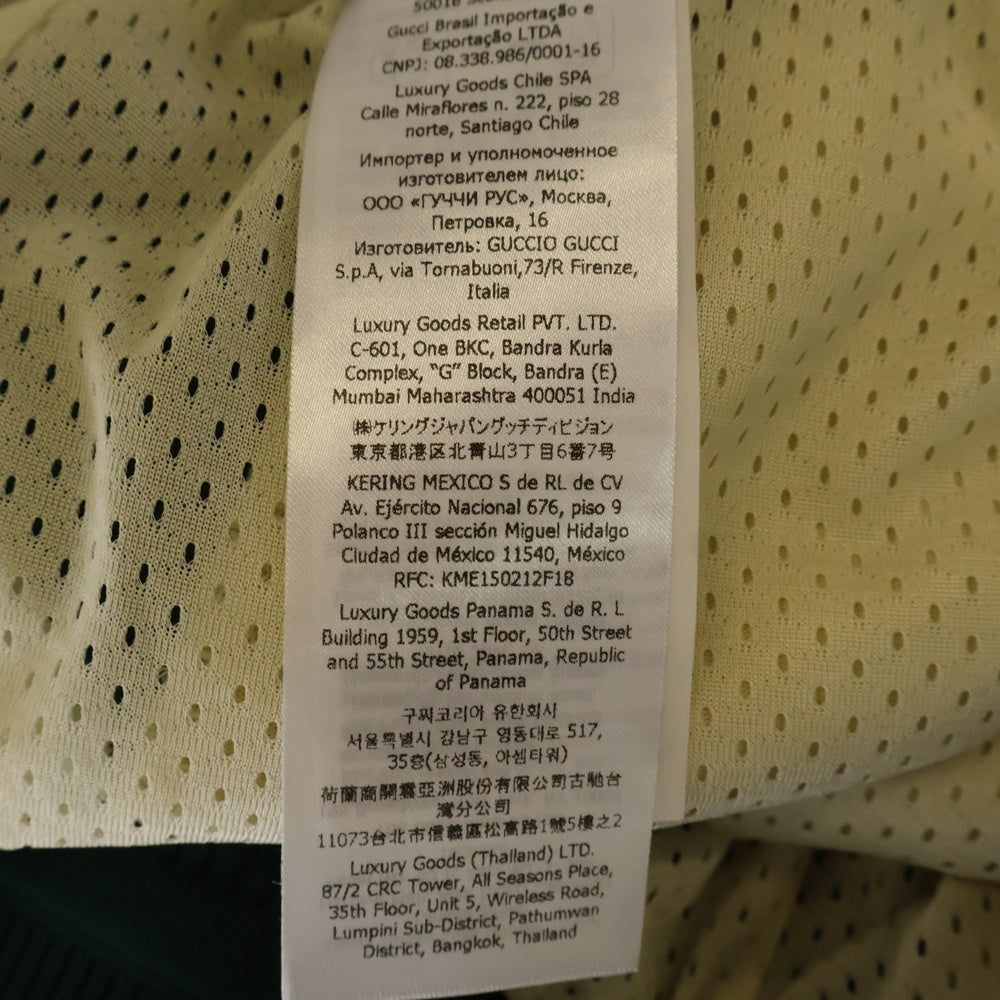 50016
Gucci Brasil Importação e
Exportação LTDA
CNPJ: 08.338.986/0001-16
Luxury Goods Chile SPA
Calle Miraflores n. 222, piso 28
norte, Santiago Chile
Импортер и уполномоченное
изготовителем лицо:
ООО «ГУЧЧИ РУС», Москва,
Петровка, 16
Изготовитель: GUCCIO GUCCI
S.p.A, via Tornabuoni,73/R Firenze,
Italia
Luxury Goods Retail PVT. LTD.
C-601, One BKC, Bandra Kurla
Complex, "G" Block, Bandra (E)
Mumbai Maharashtra 400051 India
㈱ケリングジャパングッチディビジョン
東京都港区北青山3丁目6番7号
KERING MEXICO S de RL de CV
Av. Ejército Nacional 676, piso 9
Polanco III sección Miguel Hidalgo
Ciudad de México 11540, México
RFC: KME150212F18
Luxury Goods Panama S. de R. L
Building 1959, 1st Floor, 50th Street
and 55th Street, Panama, Republic
of Panama
구찌코리아 유한회사
서울특별시 강남구 영동대로 517,
35층(삼성동, 아셈타워)
荷蘭商開雲亞洲股份有限公司古馳台
灣分公司
11073台北市信義區松高路1號5樓之2
Luxury Goods (Thailand) LTD.
87/2 CRC Tower, All Seasons Place,
35th Floor, Unit 5, Wireless Road,
Lumpini Sub-District, Pathumwan
District, Bangkok, Thailand